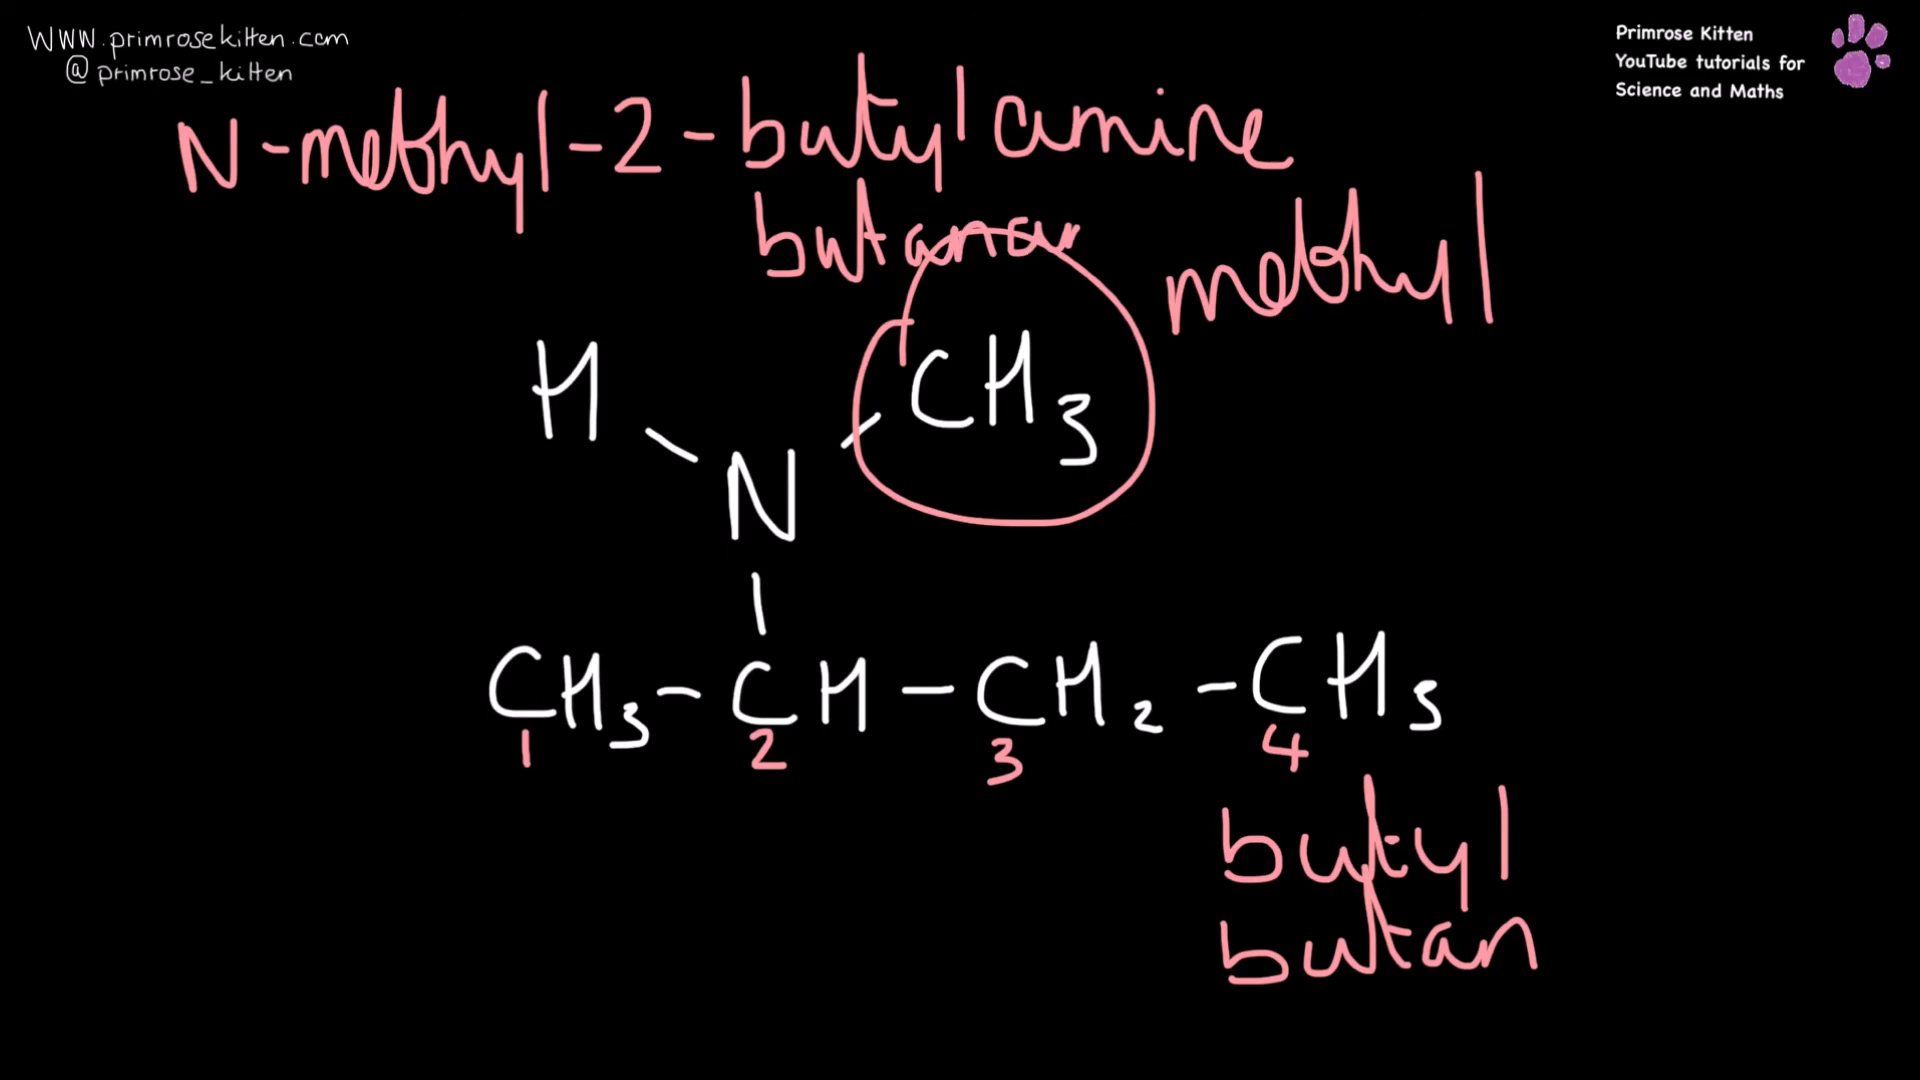 www.primrosekitten.com
@primrose_kitten
Primrose Kitten
YouTube tutorials for
Science and Maths
N-methyl-2-butylamine
butanam
methyl
H CH3
N
CH3-CH-CH2-CH3
1 2 3 4
butyl
butan